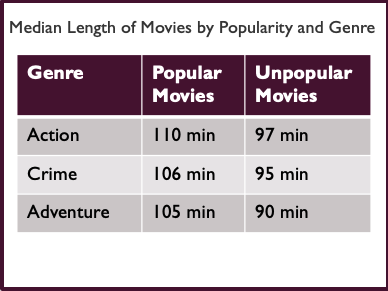 Median Length of Movies by Popularity and Genre
Genre Popular Movies Unpopular Movies
Action 110 min 97 min
Crime 106 min 95 min
Adventure 105 min 90 min